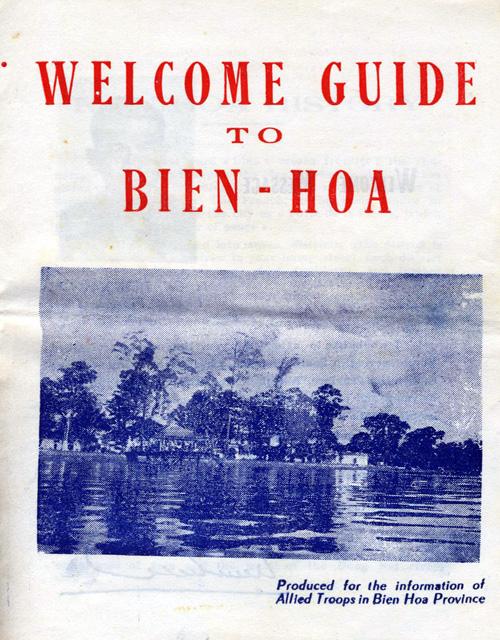 WELCOME GUIDE
TO
BIEN-HOA
Produced for the information of
Allied Troops in Bien Hoa Province